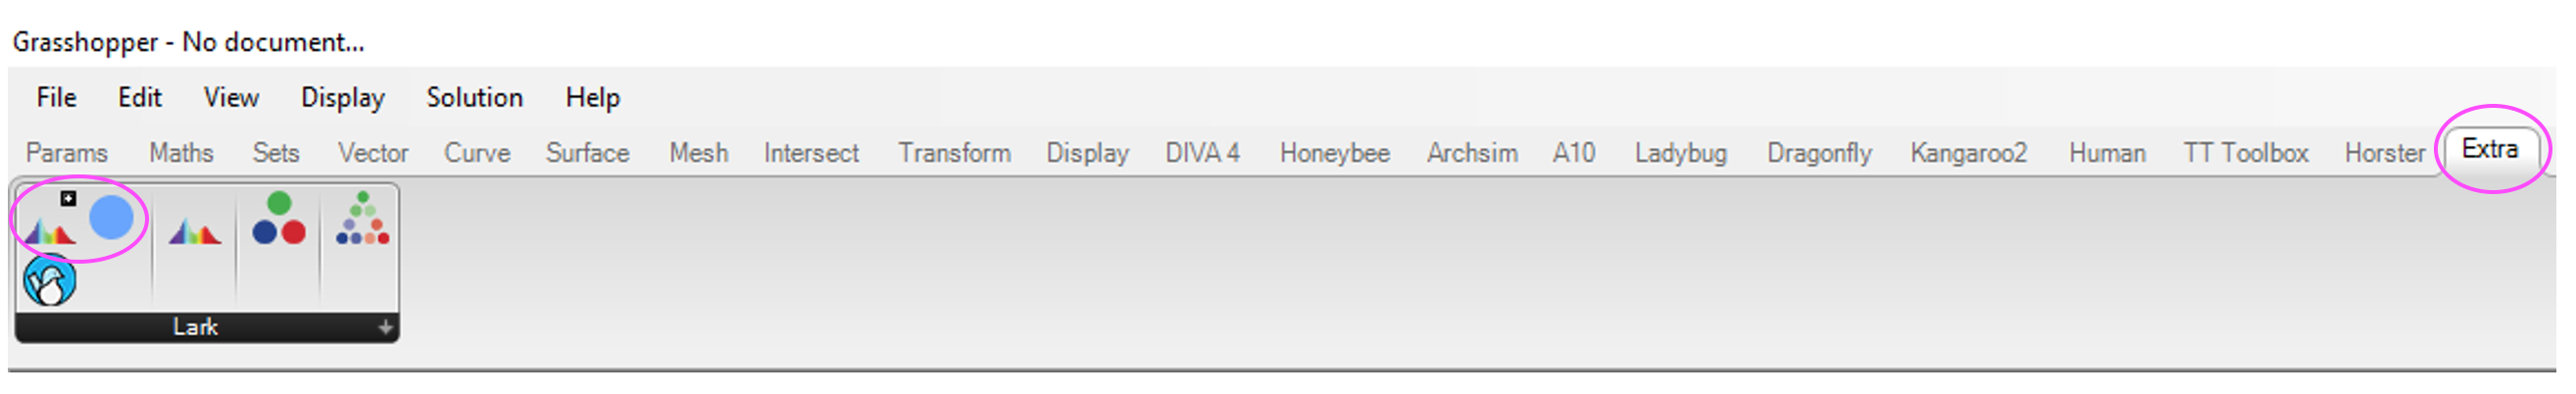 Grasshopper - No document...
File Edit View Display Solution Help
Params Maths Sets Vector Curve Surface Mesh Intersect Transform Display DIVA 4 Honeybee Archsim A10 Ladybug Dragonfly Kangaroo2 Human TT Toolbox Horster Extra
Lark